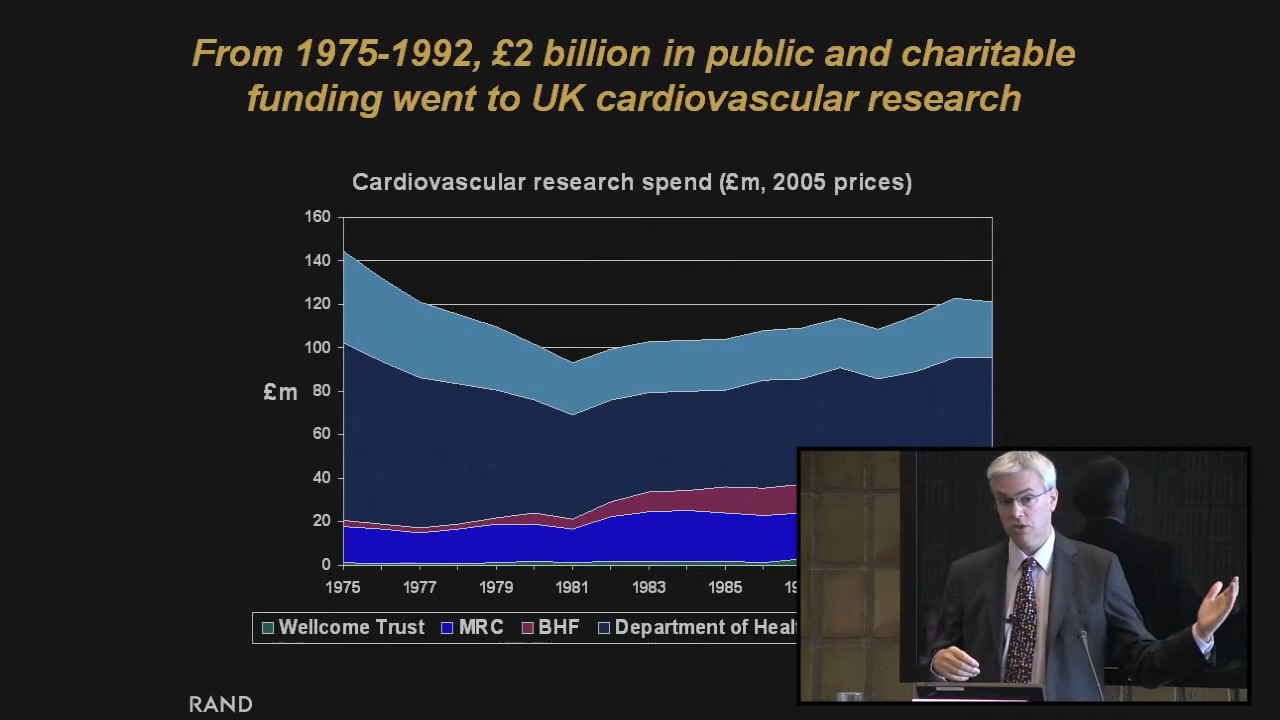 From 1975-1992, £2 billion in public and charitable
funding went to UK cardiovascular research
Cardiovascular research spend (£m, 2005 prices)
160
140
120
100
80
60
40
20
0
£m
1975 1977 1979 1981 1983 1985
Wellcome Trust MRC BHF Department of
RAND